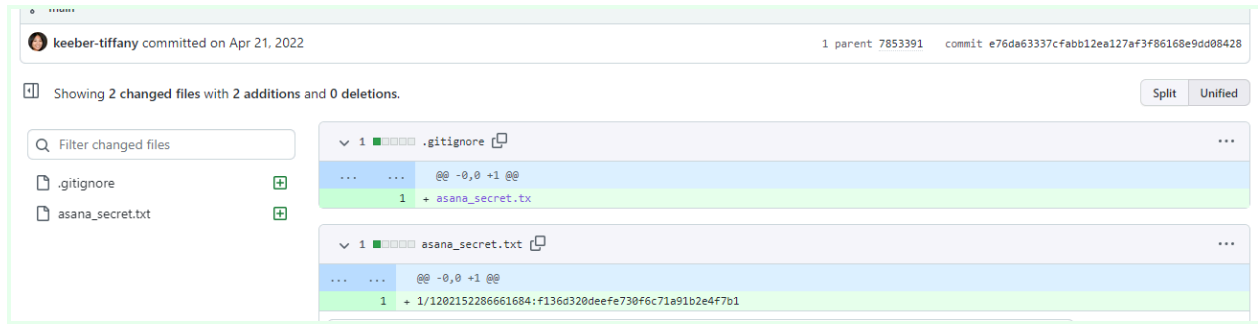 main
keeber-tiffany committed on Apr 21, 2022
1 parent 7853391 commit e76da63337cfabb12ea127af3f86168e9dd08428
Showing 2 changed files with 2 additions and 0 deletions.
Split Unified
Filter changed files
.gitignore
asana_secret.txt
1 .gitignore
... ... @@ -0,0 +1 @@
1 + asana_secret.tx
1 asana_secret.txt
... ... @@ -0,0 +1 @@
1 + 1/1202152286661684:f136d320deefe730f6c71a91b2e4f7b1